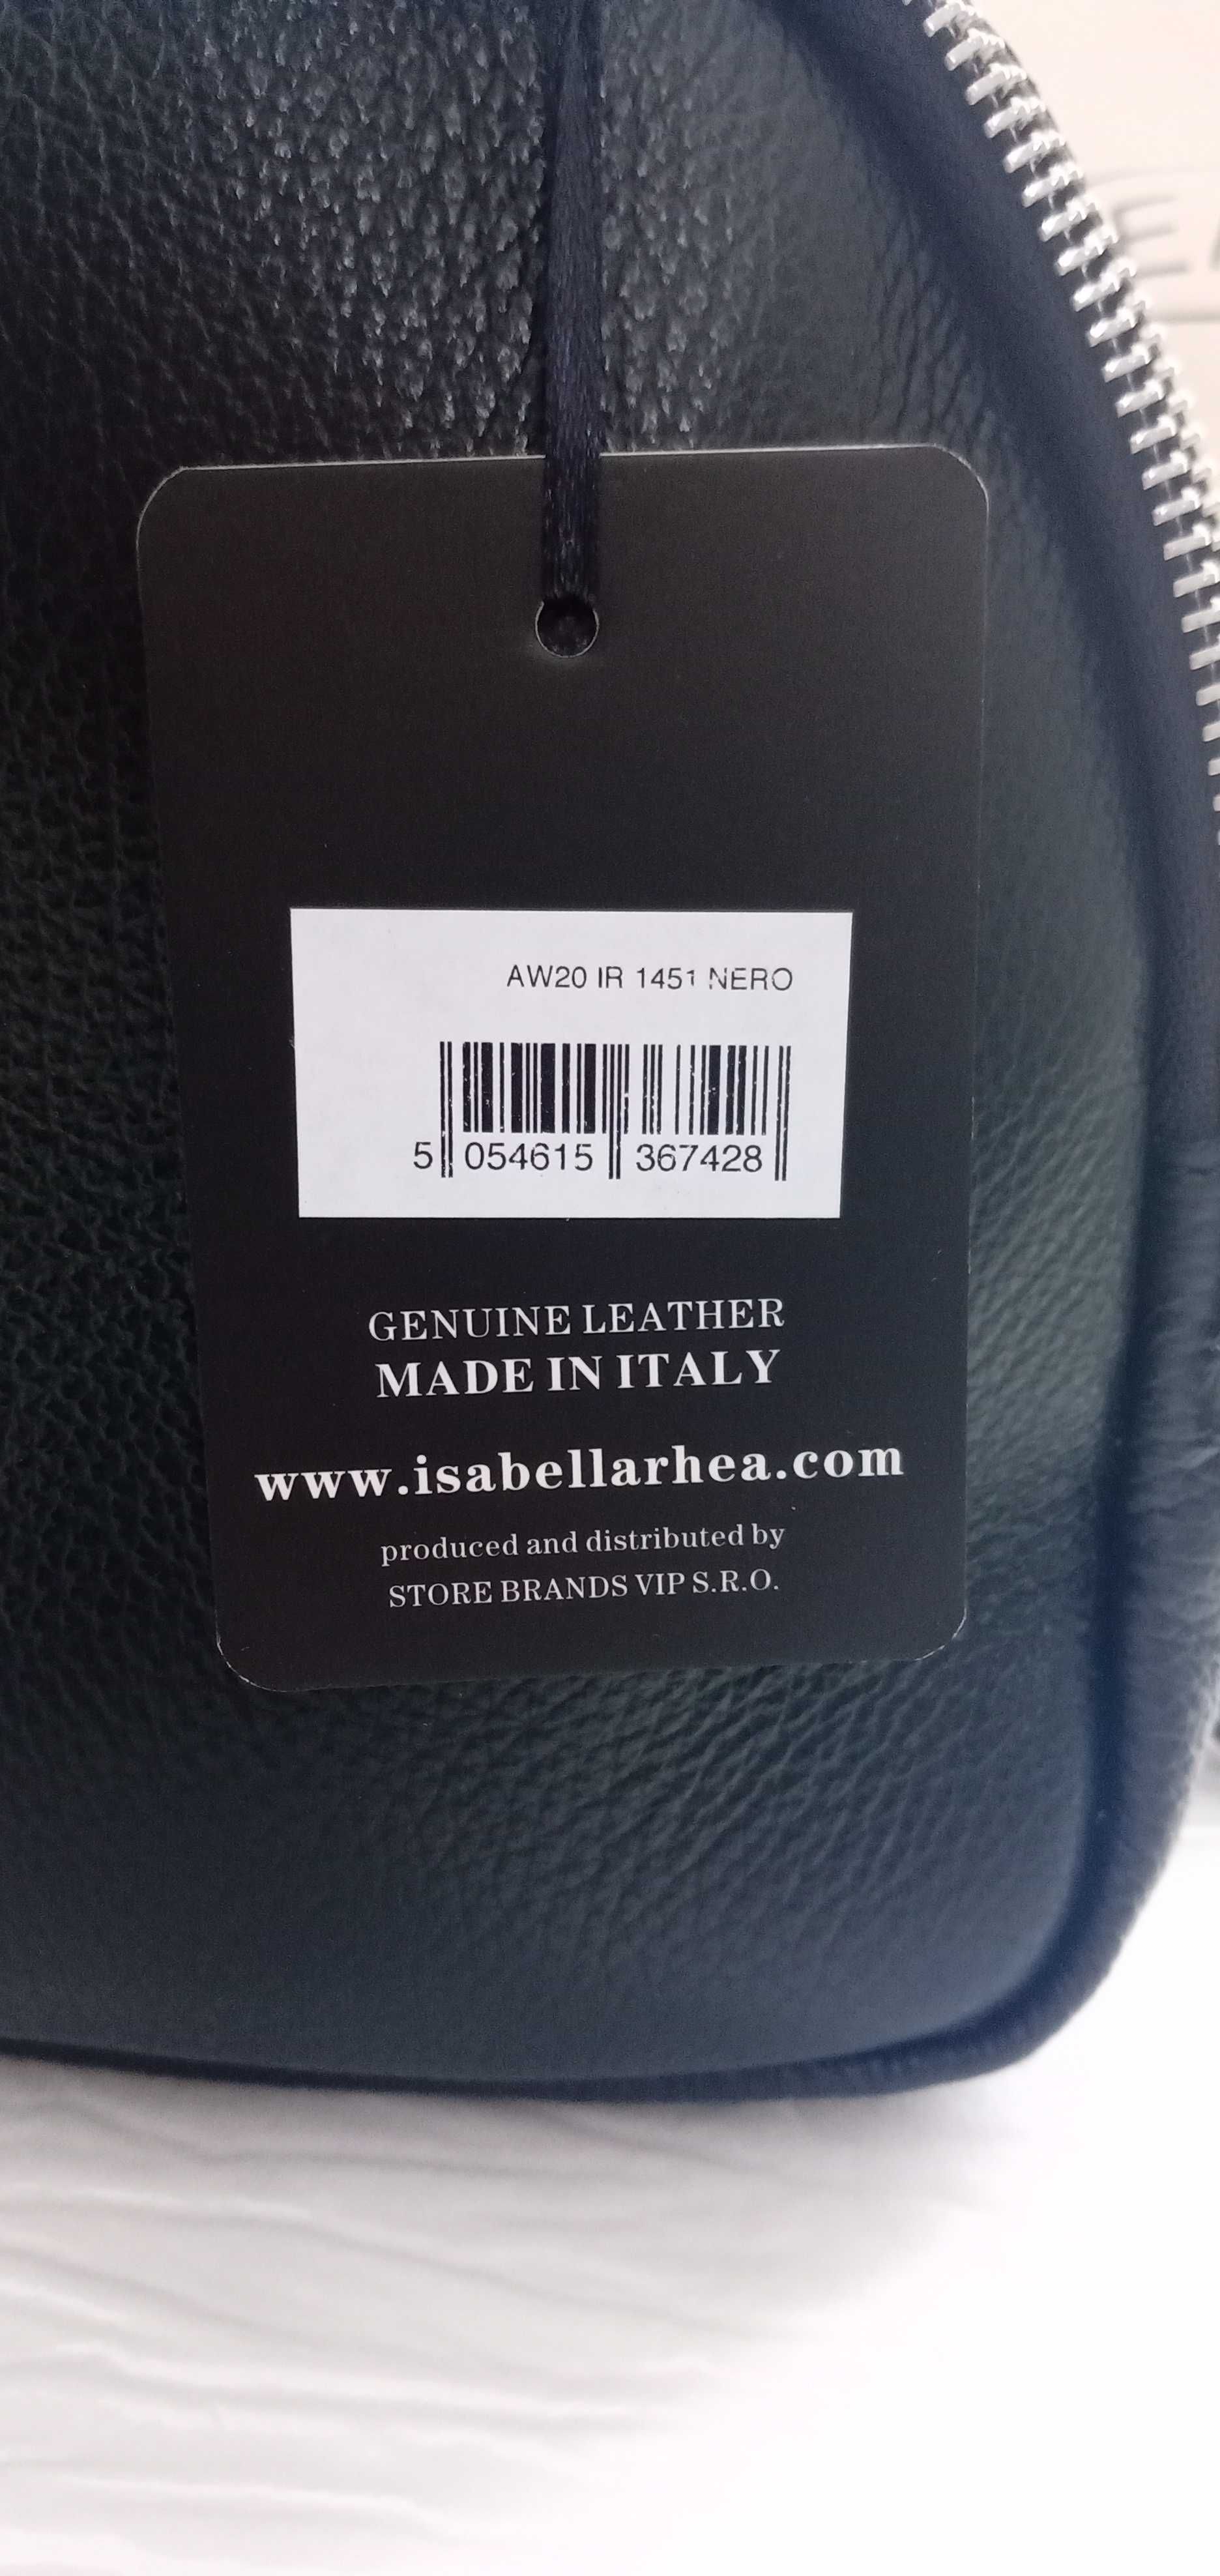 AW20 IR 1451 NERO
5 054615 367428
GENUINE LEATHER
MADE IN ITALY
www.isabellarhea.com
produced and distributed by
STORE BRANDS VIP S.R.O.